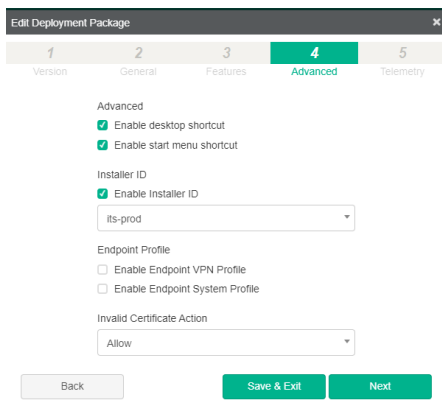 Edit Deployment Package ×
1 2 3 4 5
Version General Features Advanced Telemetry
Advanced
Enable desktop shortcut
Enable start menu shortcut
Installer ID
Enable Installer ID
its-prod
Endpoint Profile
Enable Endpoint VPN Profile
Enable Endpoint System Profile
Invalid Certificate Action
Allow
Back Save & Exit Next